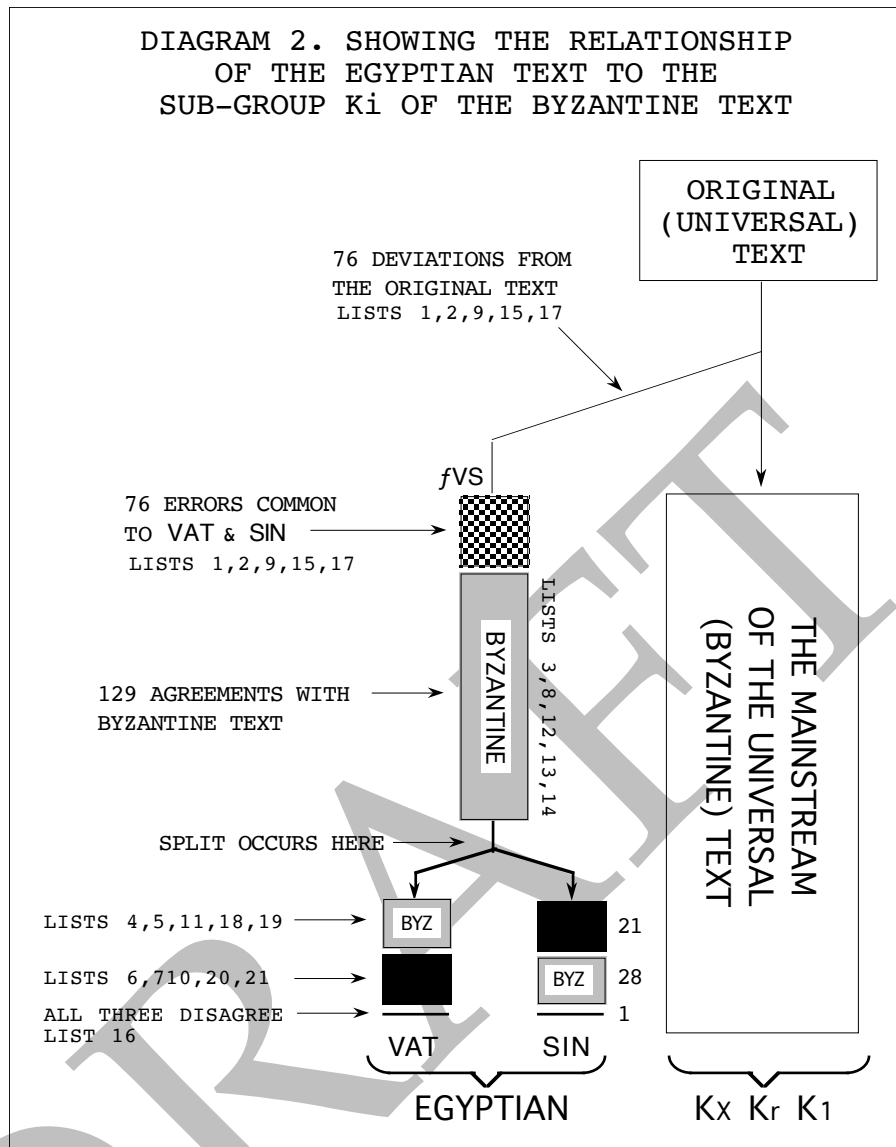 DIAGRAM 2. SHOWING THE RELATIONSHIP
OF THE EGYPTIAN TEXT TO THE
SUB-GROUP Ki OF THE BYZANTINE TEXT
ORIGINAL
(UNIVERSAL)
TEXT
76 DEVIATIONS FROM
THE ORIGINAL TEXT
LISTS 1,2,9,15,17
ƒVS
76 ERRORS COMMON
TO VAT & SIN
LISTS 1,2,9,15,17
BYZANTINE
LISTS 3,8,12,13,14
129 AGREEMENTS WITH
BYZANTINE TEXT
THE MAINSTREAM
OF THE UNIVERSAL
(BYZANTINE) TEXT
SPLIT OCCURS HERE
LISTS 4,5,11,18,19
BYZ
21
LISTS 6,710,20,21
BYZ
28
ALL THREE DISAGREE
LIST 16
1
VAT
SIN
EGYPTIAN
Kx Kr K1
DRAFT